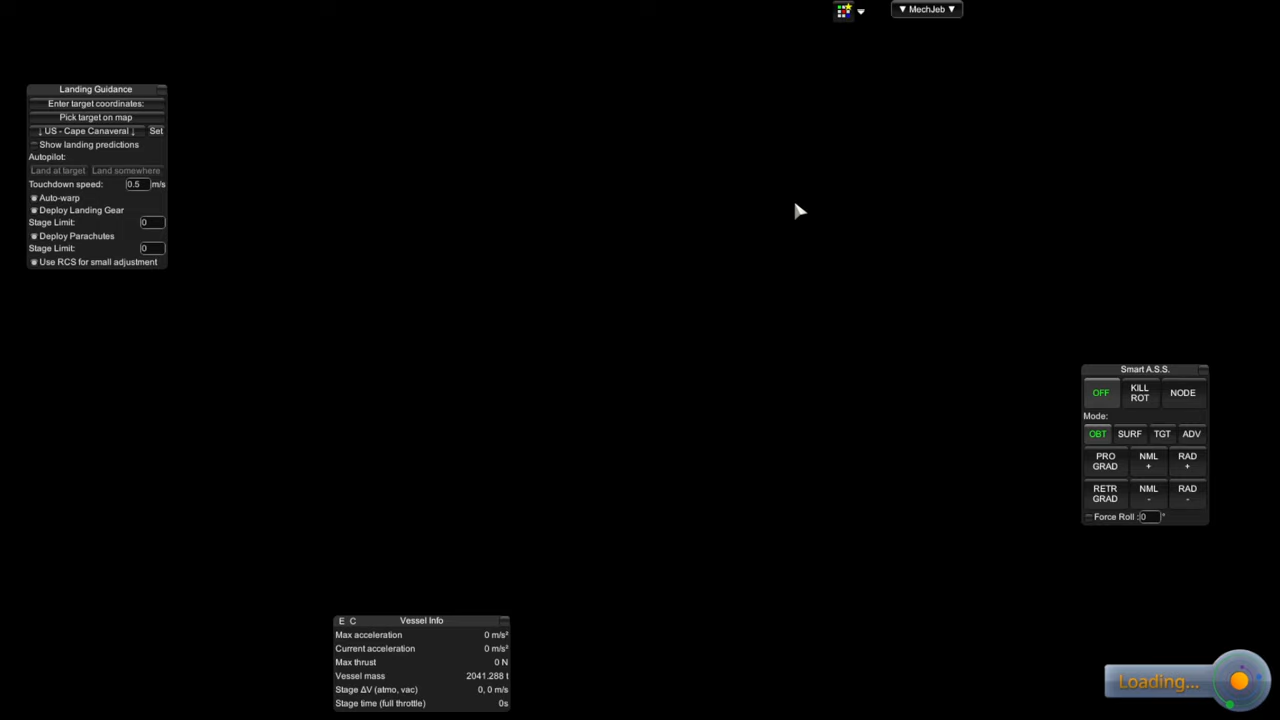 ▼ MechJeb ▼
Landing Guidance
Enter target coordinates:
Pick target on map
↓ US - Cape Canaveral ↓ Set
Show landing predictions
Autopilot:
Land at target Land somewhere
Touchdown speed: 0.5 m/s
Auto-warp
Deploy Landing Gear
Stage Limit: 0
Deploy Parachutes
Stage Limit: 0
Use RCS for small adjustment
Smart A.S.S.
OFF KILL ROT NODE
Mode:
OBT SURF TGT ADV
PRO GRAD NML + RAD +
RETR GRAD NML - RAD -
Force Roll : 0 °
E C Vessel Info
Max acceleration 0 m/s²
Current acceleration 0 m/s²
Max thrust 0 N
Vessel mass 2041.288 t
Stage ΔV (atmo, vac) 0, 0 m/s
Stage time (full throttle) 0s
Loading...